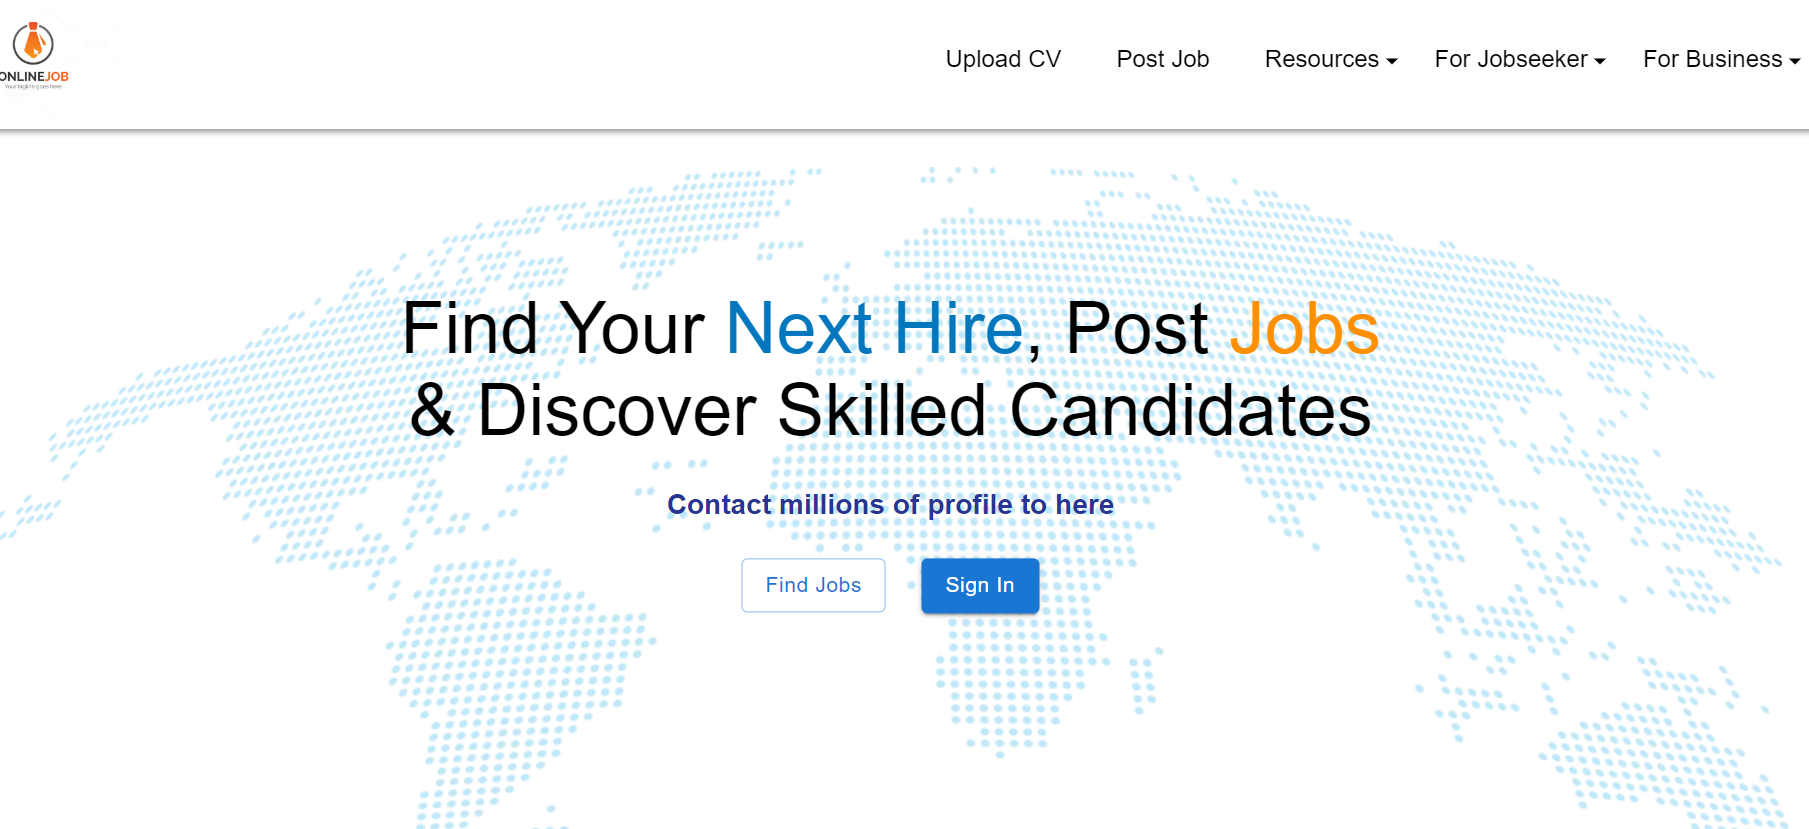 ONLINEJOB
Your tagline goes here
Upload CV
Post Job
Resources
For Jobseeker
For Business
Find Your Next Hire, Post Jobs
& Discover Skilled Candidates
Contact millions of profile to here
Find Jobs
Sign In